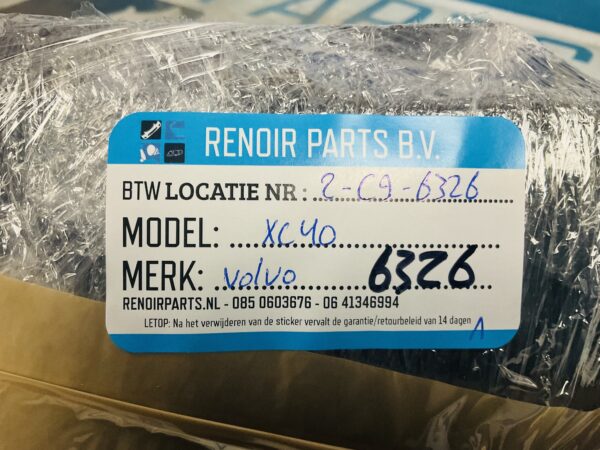 RENOIR PARTS B.V.
BTW LOCATIE NR : 2-C9-6326
MODEL: XC40
MERK: Volvo 6326
RENOIRPARTS.NL - 085 0603676 - 06 41346994
LETOP: Na het verwijderen van de sticker vervalt de garantie/retourbeleid van 14 dagen